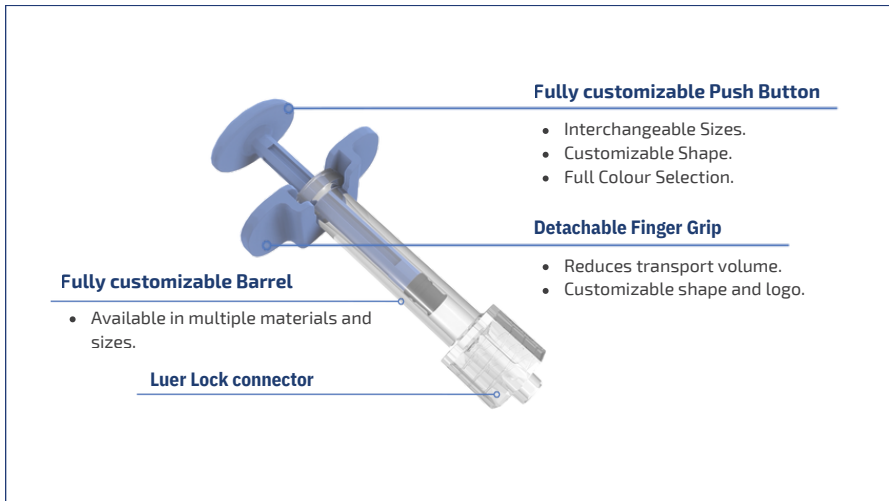 Fully customizable Push Button
• Interchangeable Sizes.
• Customizable Shape.
• Full Colour Selection.
Detachable Finger Grip
• Reduces transport volume.
• Customizable shape and logo.
Fully customizable Barrel
• Available in multiple materials and
sizes.
Luer Lock connector